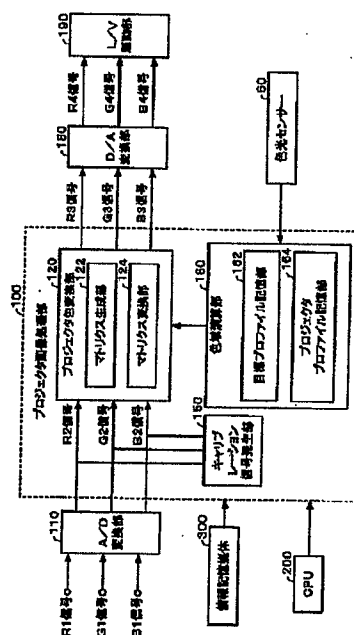 100
プロジェクタ画像処理部
R1信号
G1信号
B1信号
110
A/D
変換部
R2信号
G2信号
B2信号
120
プロジェクタ色変換部
122
マトリクス生成部
124
マトリクス変換部
R3信号
G3信号
B3信号
180
D/A
変換部
R4信号
G4信号
B4信号
190
L/V
駆動部
150
キャリブ
レーション
信号発生部
160
色域演算部
162
目標プロファイル記憶部
164
プロジェクタ
プロファイル記憶部
60
色光センサー
300
情報記憶媒体
200
CPU